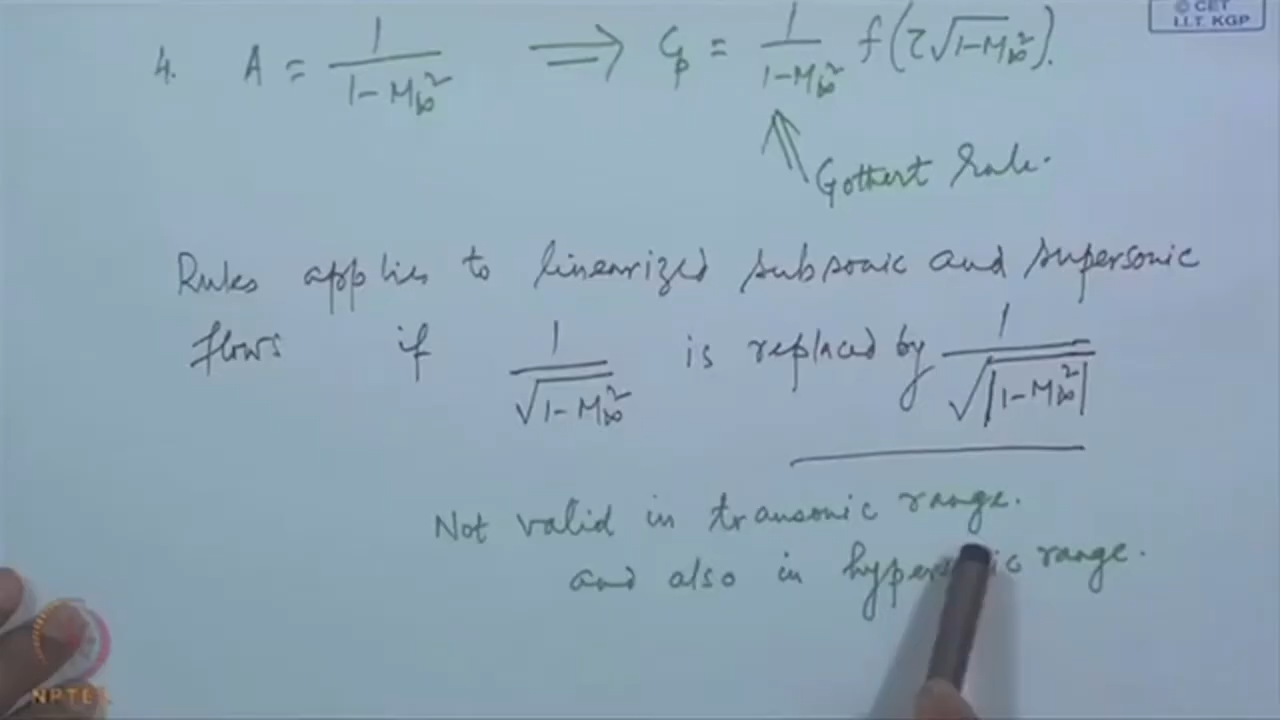 © CET
I.I.T. KGP
4. A = 1/(1-M∞²) ⟹ Cp = 1/(1-M∞²) f(τ√(1-M∞²)).
Gothert Rule.
Rules applies to linearized subsonic and supersonic
flows if 1/√(1-M∞²) is replaced by 1/√|1-M∞²|
Not valid in transonic range.
and also in hypersonic range.
NPTEL